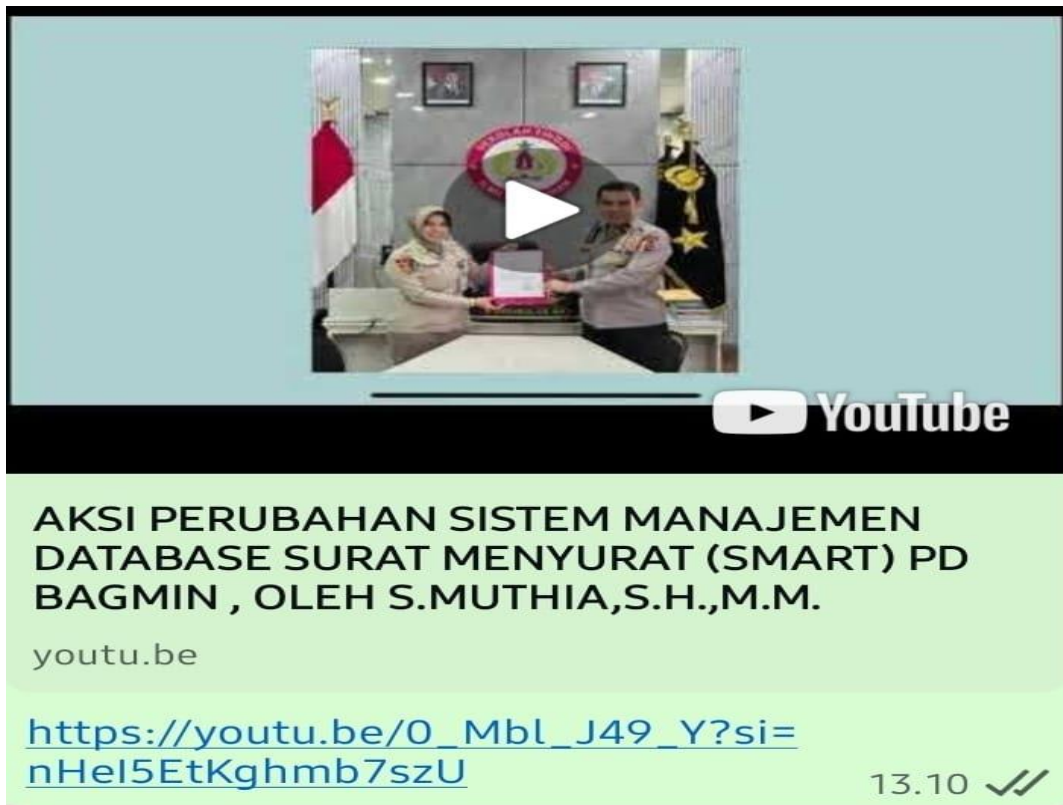 YouTube
AKSI PERUBAHAN SISTEM MANAJEMEN
DATABASE SURAT MENYURAT (SMART) PD
BAGMIN , OLEH S.MUTHIA,S.H.,M.M.
youtu.be
https://youtu.be/0_Mbl_J49_Y?si=
nHeI5EtKghmb7szU
13.10